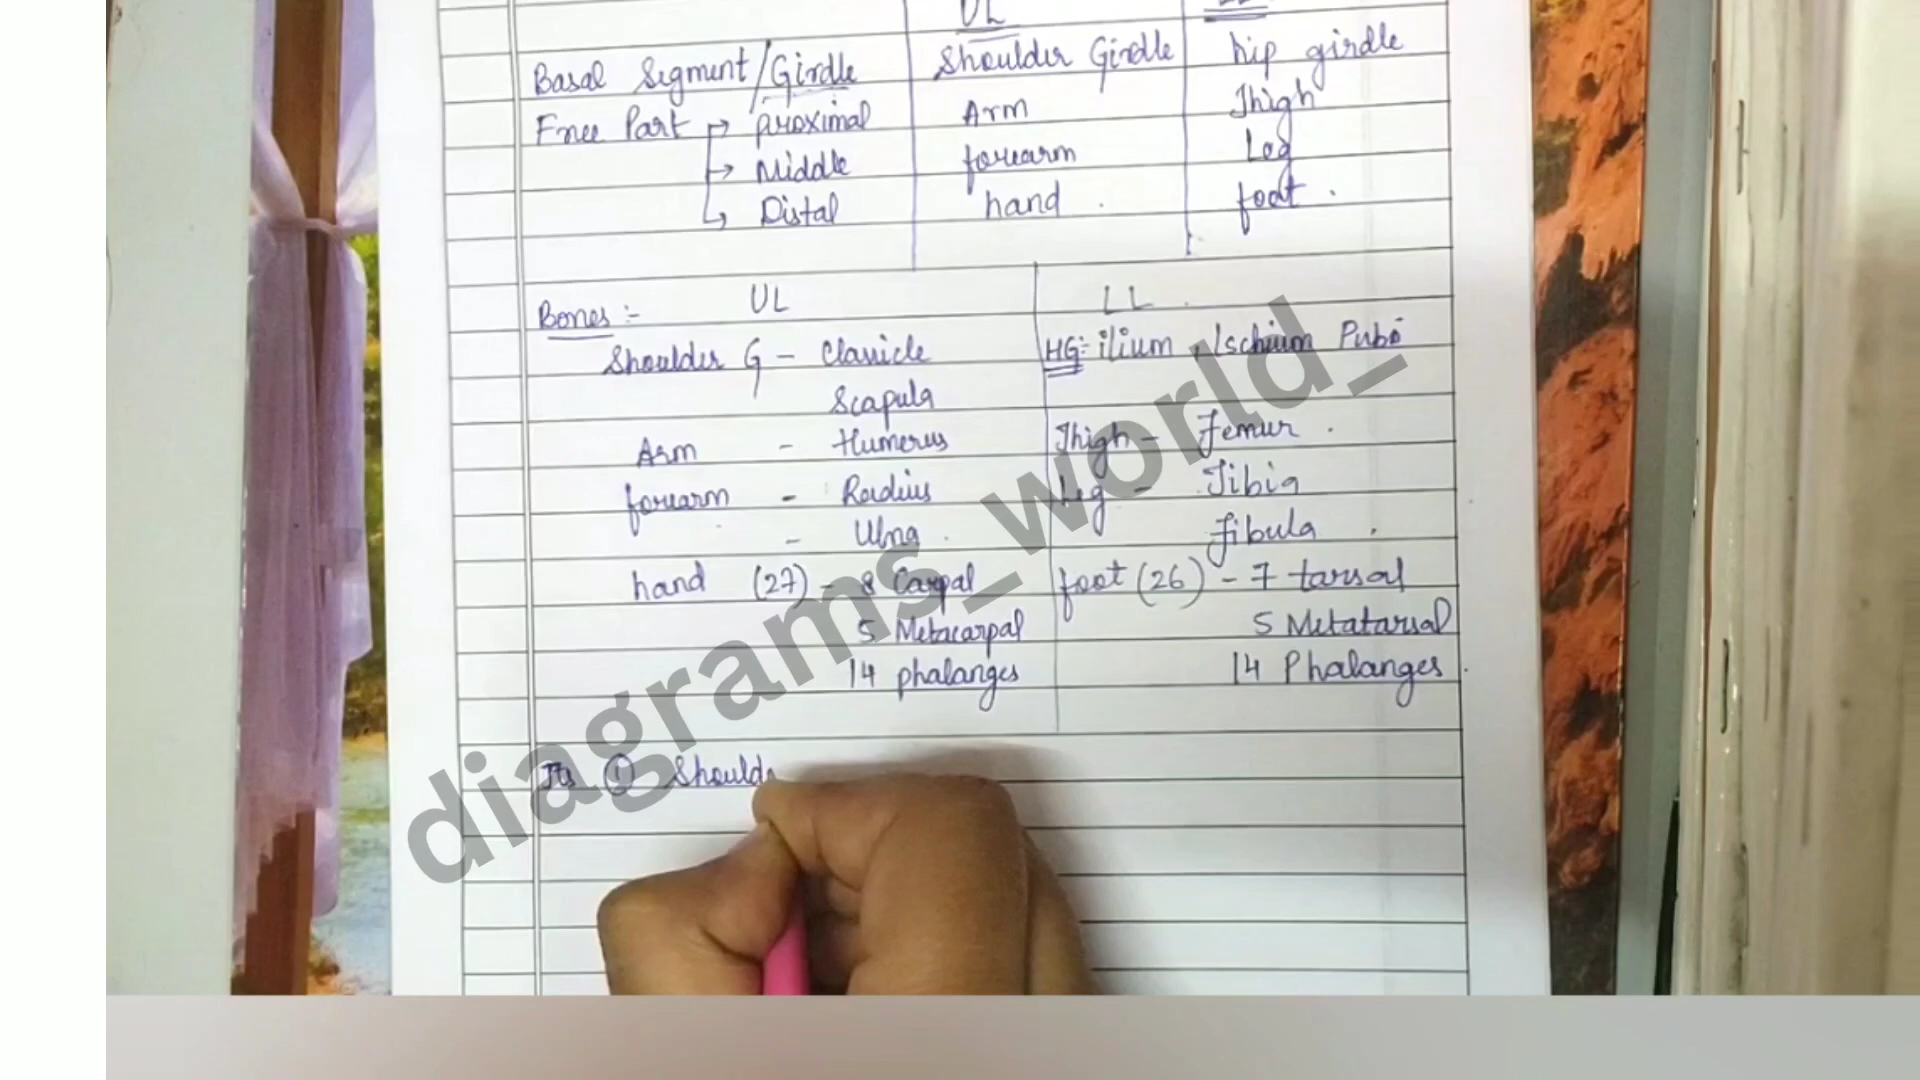 UL LL
Basal Segment/Girdle Shoulder Girdle hip girdle
Free Part → proximal Arm Thigh
→ Middle forearm Leg
→ Distal hand . foot .
Bones :- UL LL .
Shoulder G - Clavicle HG:- ilium , Ischium Pubis
Scapula
Arm - Humerus Thigh - Femur .
forearm - Radius Leg - Tibia
- Ulna . fibula .
hand (27) - 8 Carpal foot (26) - 7 tarsal
5 Metacarpal 5 Metatarsal
14 phalanges 14 Phalanges .
Jts ① Should
diagrams_world_